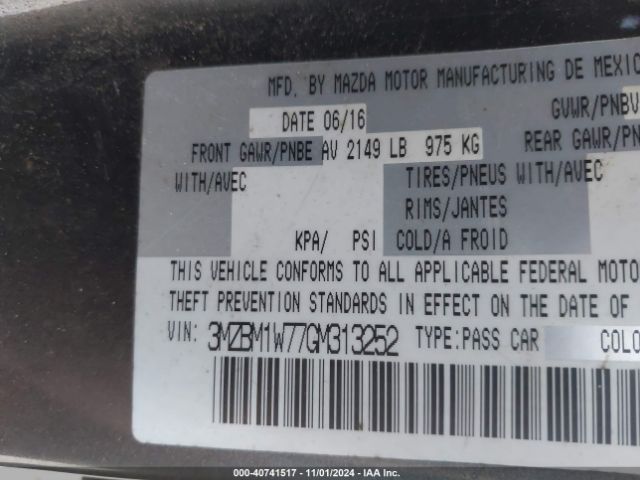 MFD. BY MAZDA MOTOR MANUFACTURING DE MEXIC
DATE 06/16 GVWR/PNBV
FRONT GAWR/PNBE AV 2149 LB 975 KG REAR GAWR/PN
WITH/AVEC TIRES/PNEUS WITH/AVEC
RIMS/JANTES
KPA/ PSI COLD/A FROID
THIS VEHICLE CONFORMS TO ALL APPLICABLE FEDERAL MOTO
THEFT PREVENTION STANDARDS IN EFFECT ON THE DATE OF
VIN: 3MZBM1W77GM313252 TYPE:PASS CAR COLO
000-40741517 - 11/01/2024 - IAA Inc.